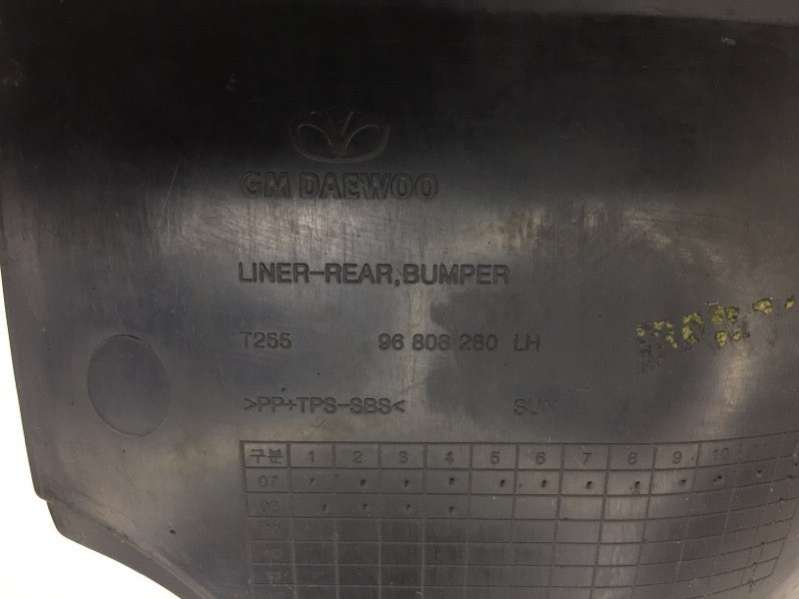 GM DAEWOO
LINER-REAR,BUMPER
T255 96 808 260 LH
>PP+TPS-SBS<
구분 1 2 3 4 5 6 7 8 9 10
07